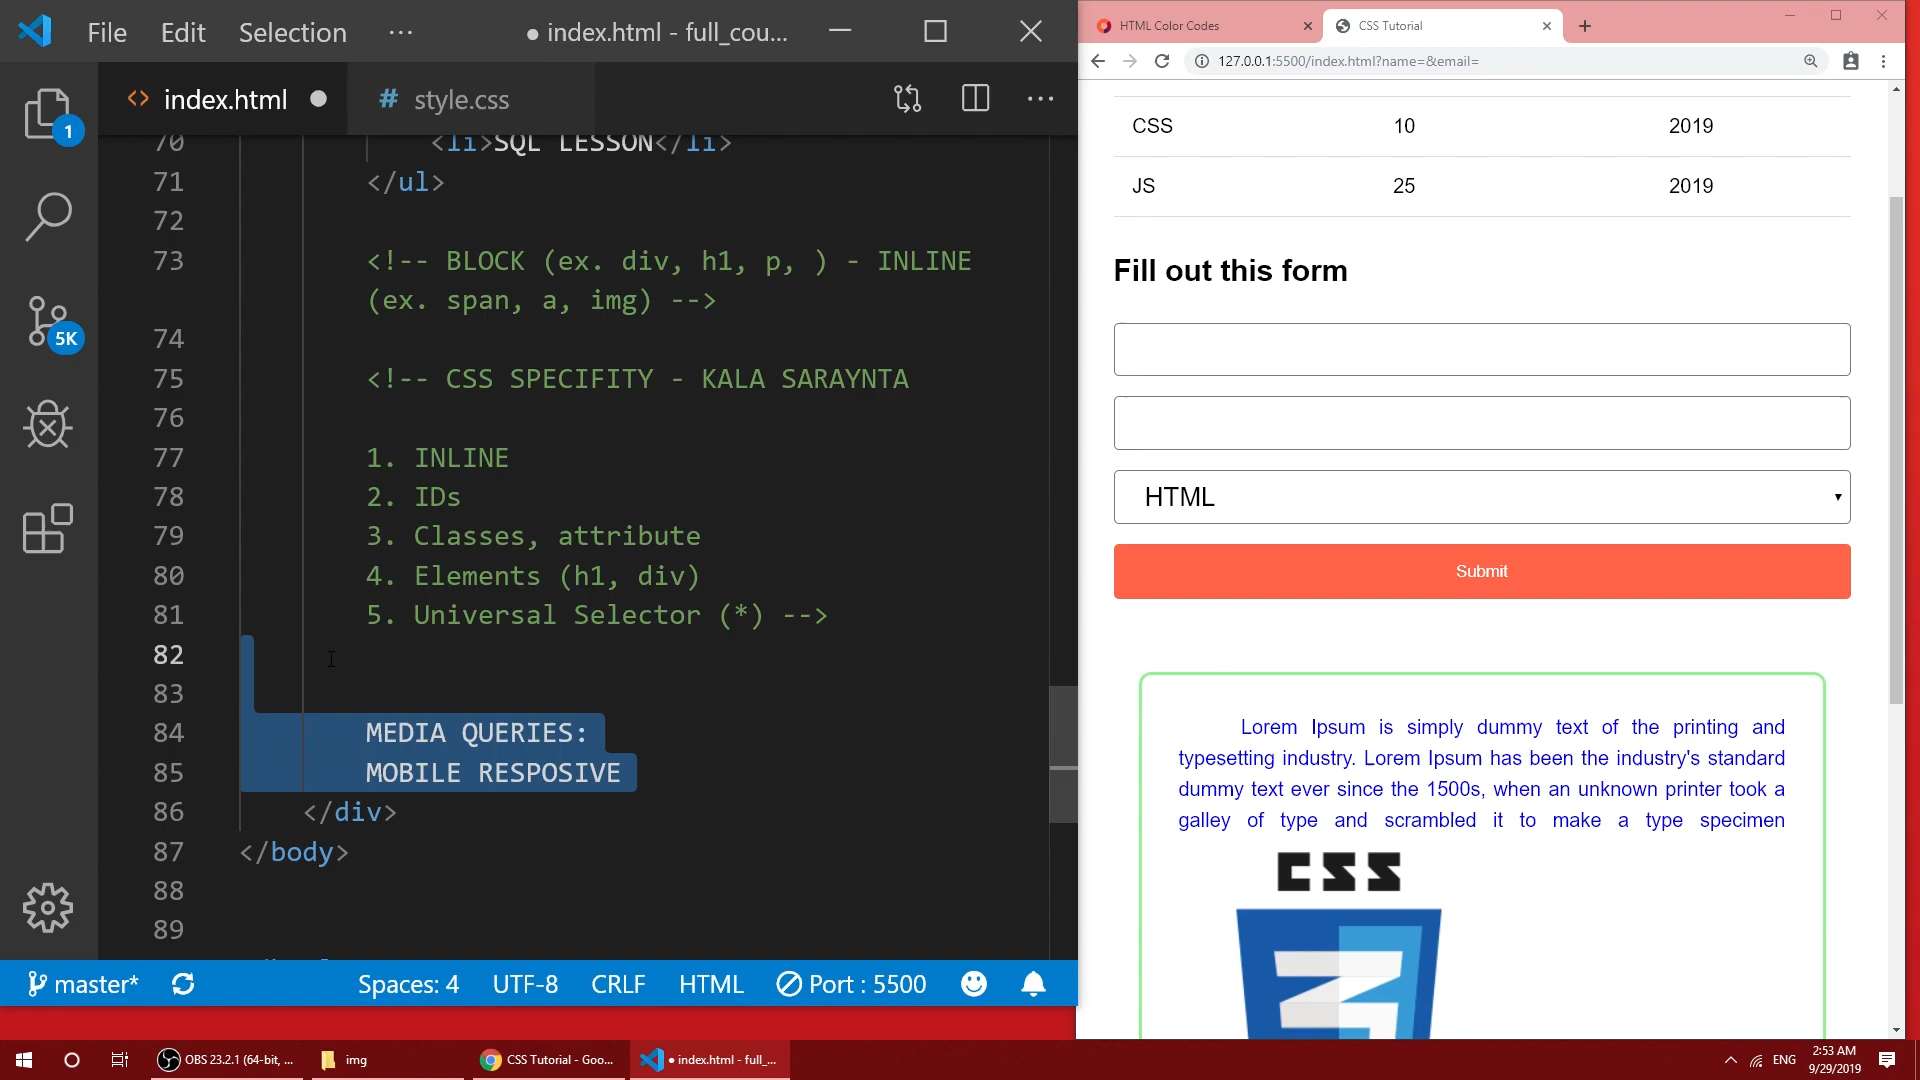 File Edit Selection ··· ● index.html - full_cou...
index.html ● # style.css ···
1
5K
70 <li>SQL LESSON</li>
71 </ul>
72
73 <!-- BLOCK (ex. div, h1, p, ) - INLINE
(ex. span, a, img) -->
74
75 <!-- CSS SPECIFITY - KALA SARAYNTA
76
77 1. INLINE
78 2. IDs
79 3. Classes, attribute
80 4. Elements (h1, div)
81 5. Universal Selector (*) -->
82
83
84 MEDIA QUERIES:
85 MOBILE RESPOSIVE
86 </div>
87 </body>
88
89
master* Spaces: 4 UTF-8 CRLF HTML Port : 5500
HTML Color Codes CSS Tutorial
127.0.0.1:5500/index.html?name=&email=
CSS 10 2019
JS 25 2019
Fill out this form
HTML
Submit
Lorem Ipsum is simply dummy text of the printing and
typesetting industry. Lorem Ipsum has been the industry's standard
dummy text ever since the 1500s, when an unknown printer took a
galley of type and scrambled it to make a type specimen
CSS
OBS 23.2.1 (64-bit, ... img CSS Tutorial - Goo... ● index.html - full_... ENG 2:53 AM
9/29/2019